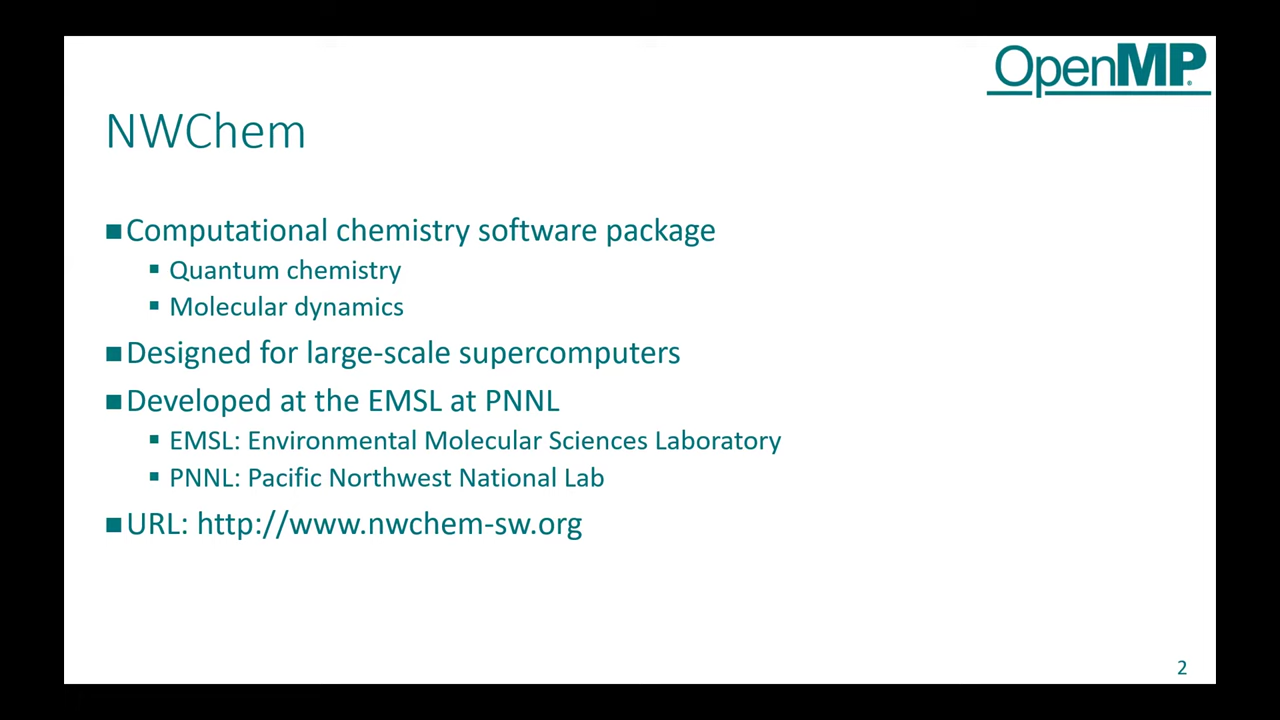 OpenMP
NWChem
Computational chemistry software package
Quantum chemistry
Molecular dynamics
Designed for large-scale supercomputers
Developed at the EMSL at PNNL
EMSL: Environmental Molecular Sciences Laboratory
PNNL: Pacific Northwest National Lab
URL: http://www.nwchem-sw.org
2